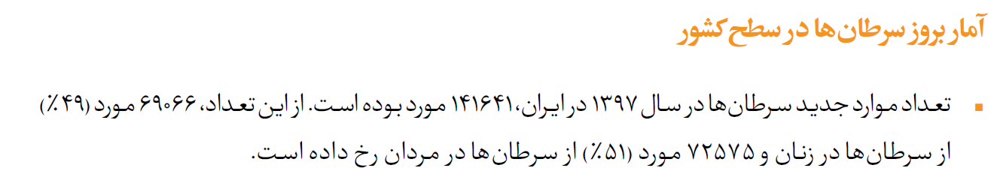 آمار بروز سرطان‌ها در سطح کشور
▪ تعداد موارد جدید سرطان‌ها در سال ۱۳۹۷ در ایران، ۱۴۱۶۴۱ مورد بوده است. از این تعداد، ۶۹۰۶۶ مورد (۴۹٪)
از سرطان‌ها در زنان و ۷۲۵۷۵ مورد (۵۱٪) از سرطان‌ها در مردان رخ داده است.